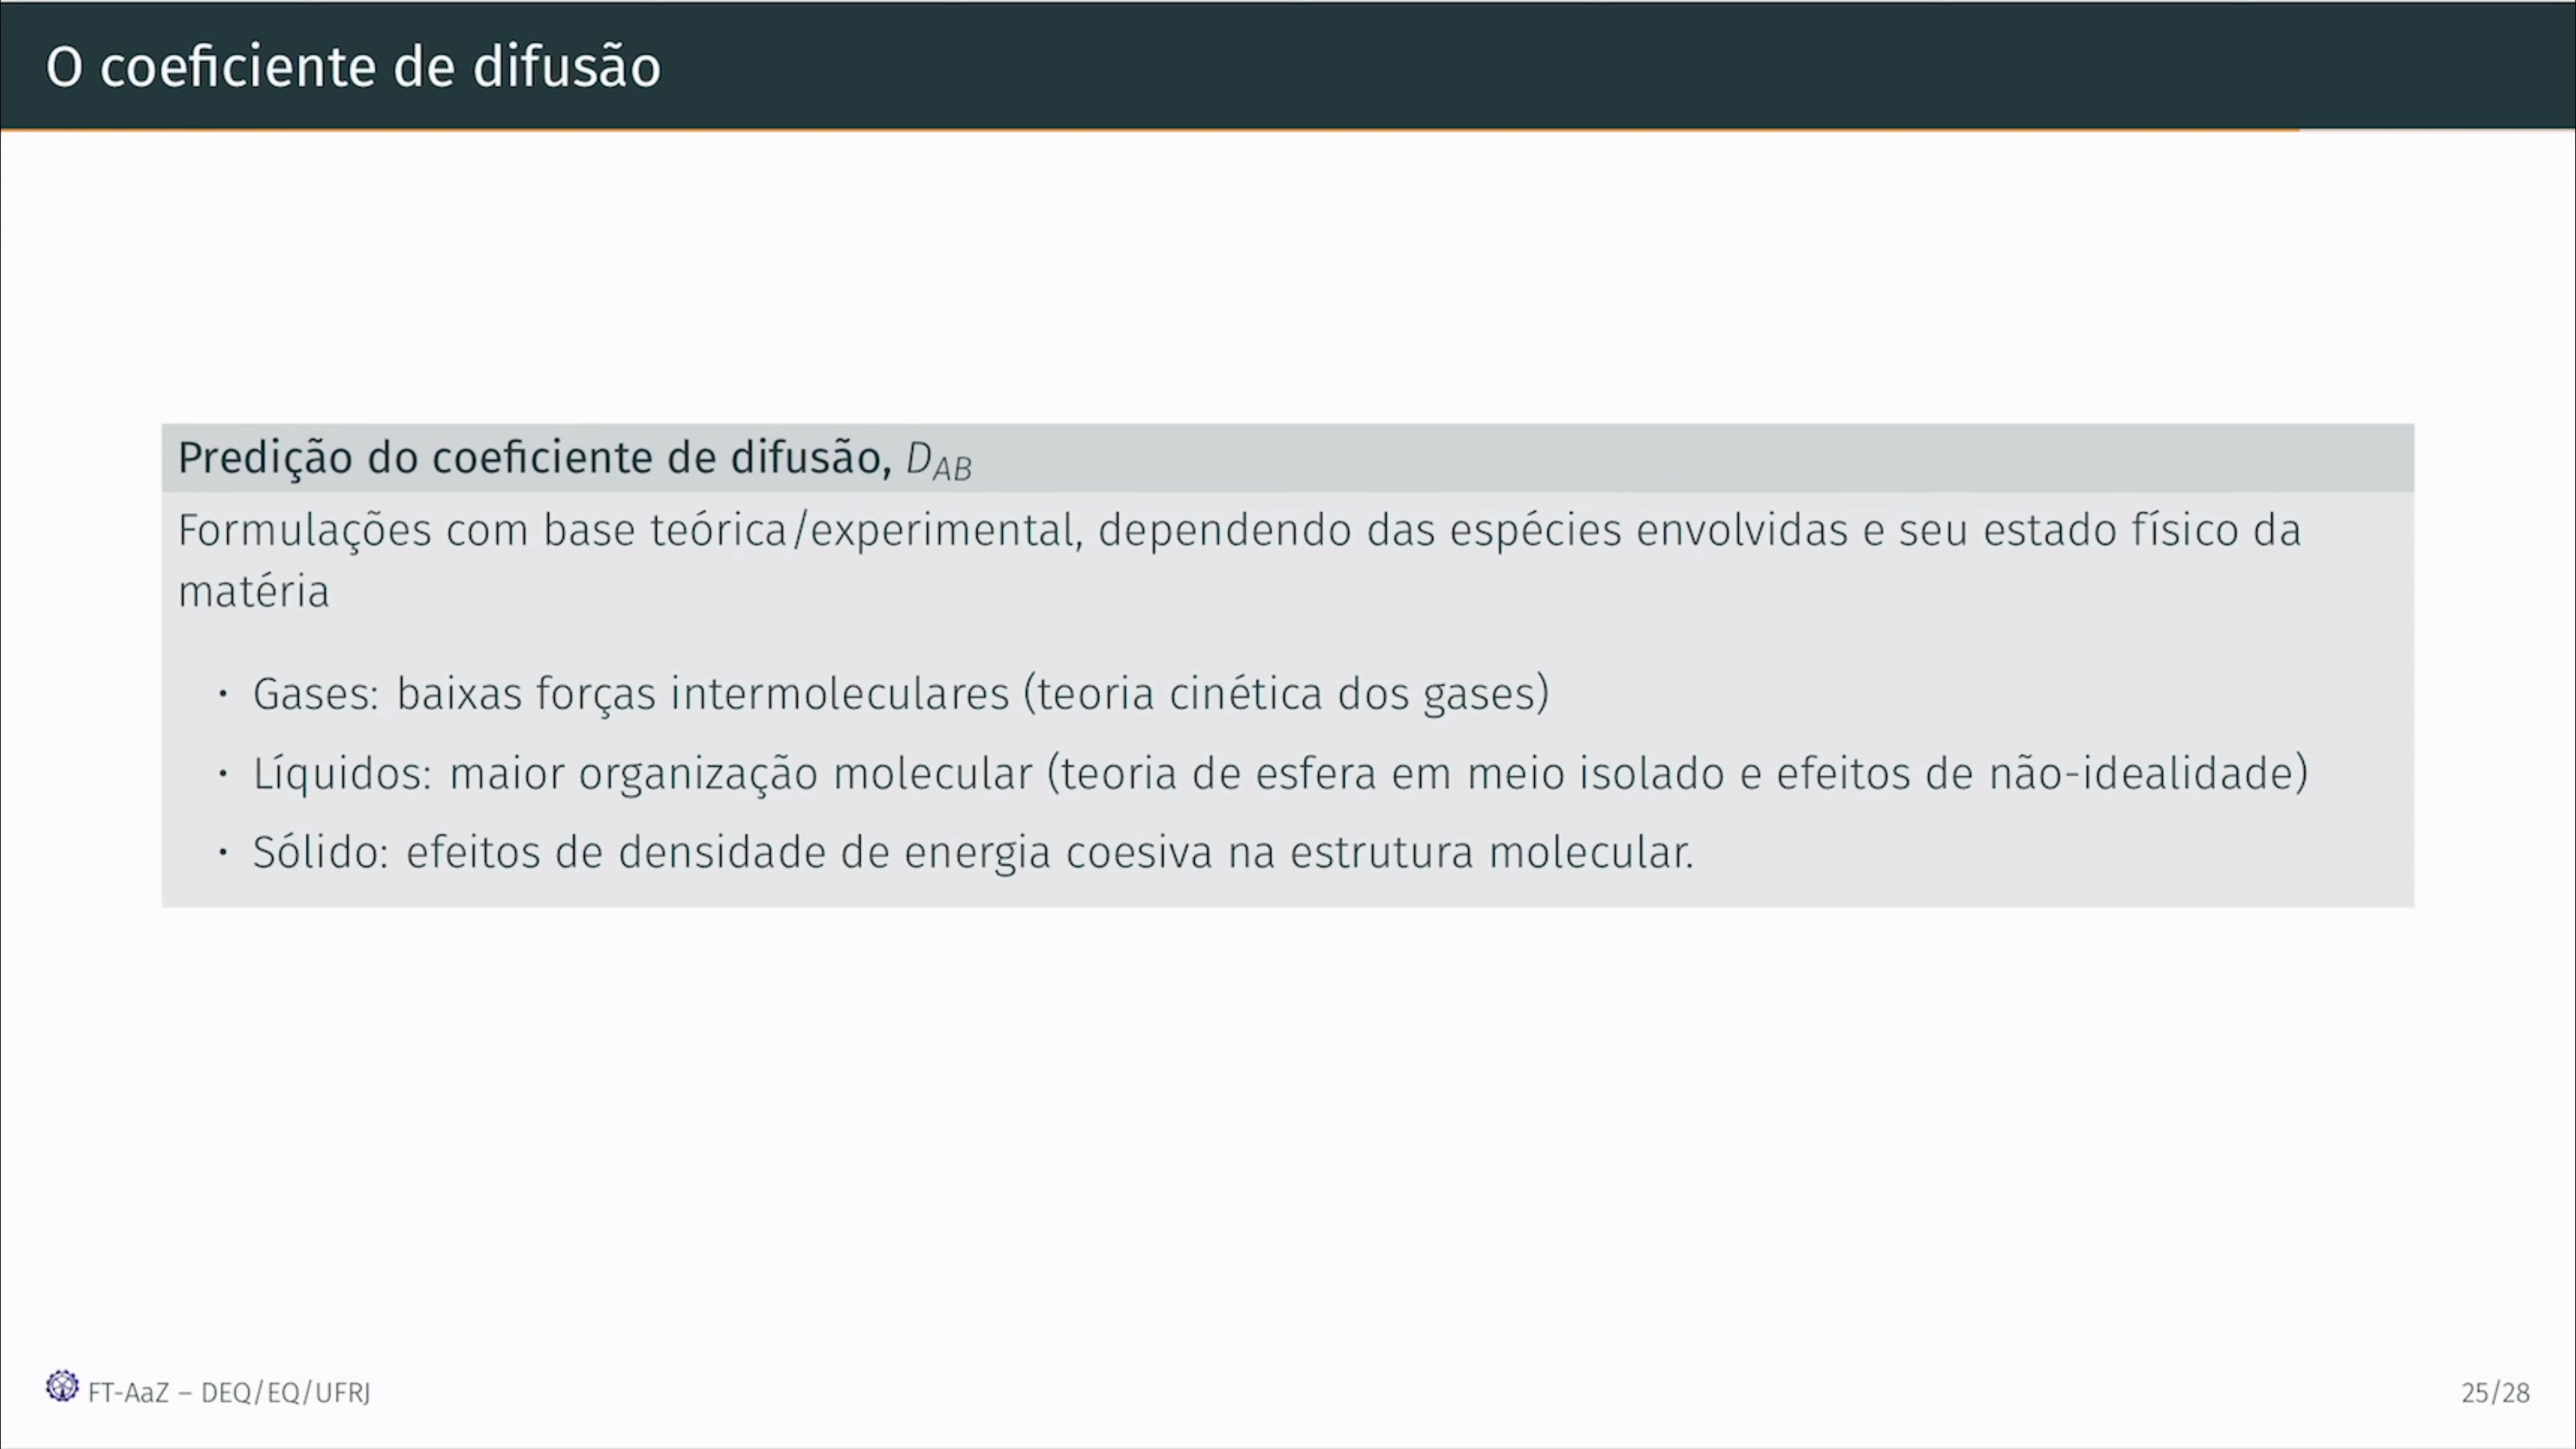 O coeficiente de difusão
Predição do coeficiente de difusão, D_AB
Formulações com base teórica/experimental, dependendo das espécies envolvidas e seu estado físico da
matéria
· Gases: baixas forças intermoleculares (teoria cinética dos gases)
· Líquidos: maior organização molecular (teoria de esfera em meio isolado e efeitos de não-idealidade)
· Sólido: efeitos de densidade de energia coesiva na estrutura molecular.
FT-AaZ – DEQ/EQ/UFRJ
25/28